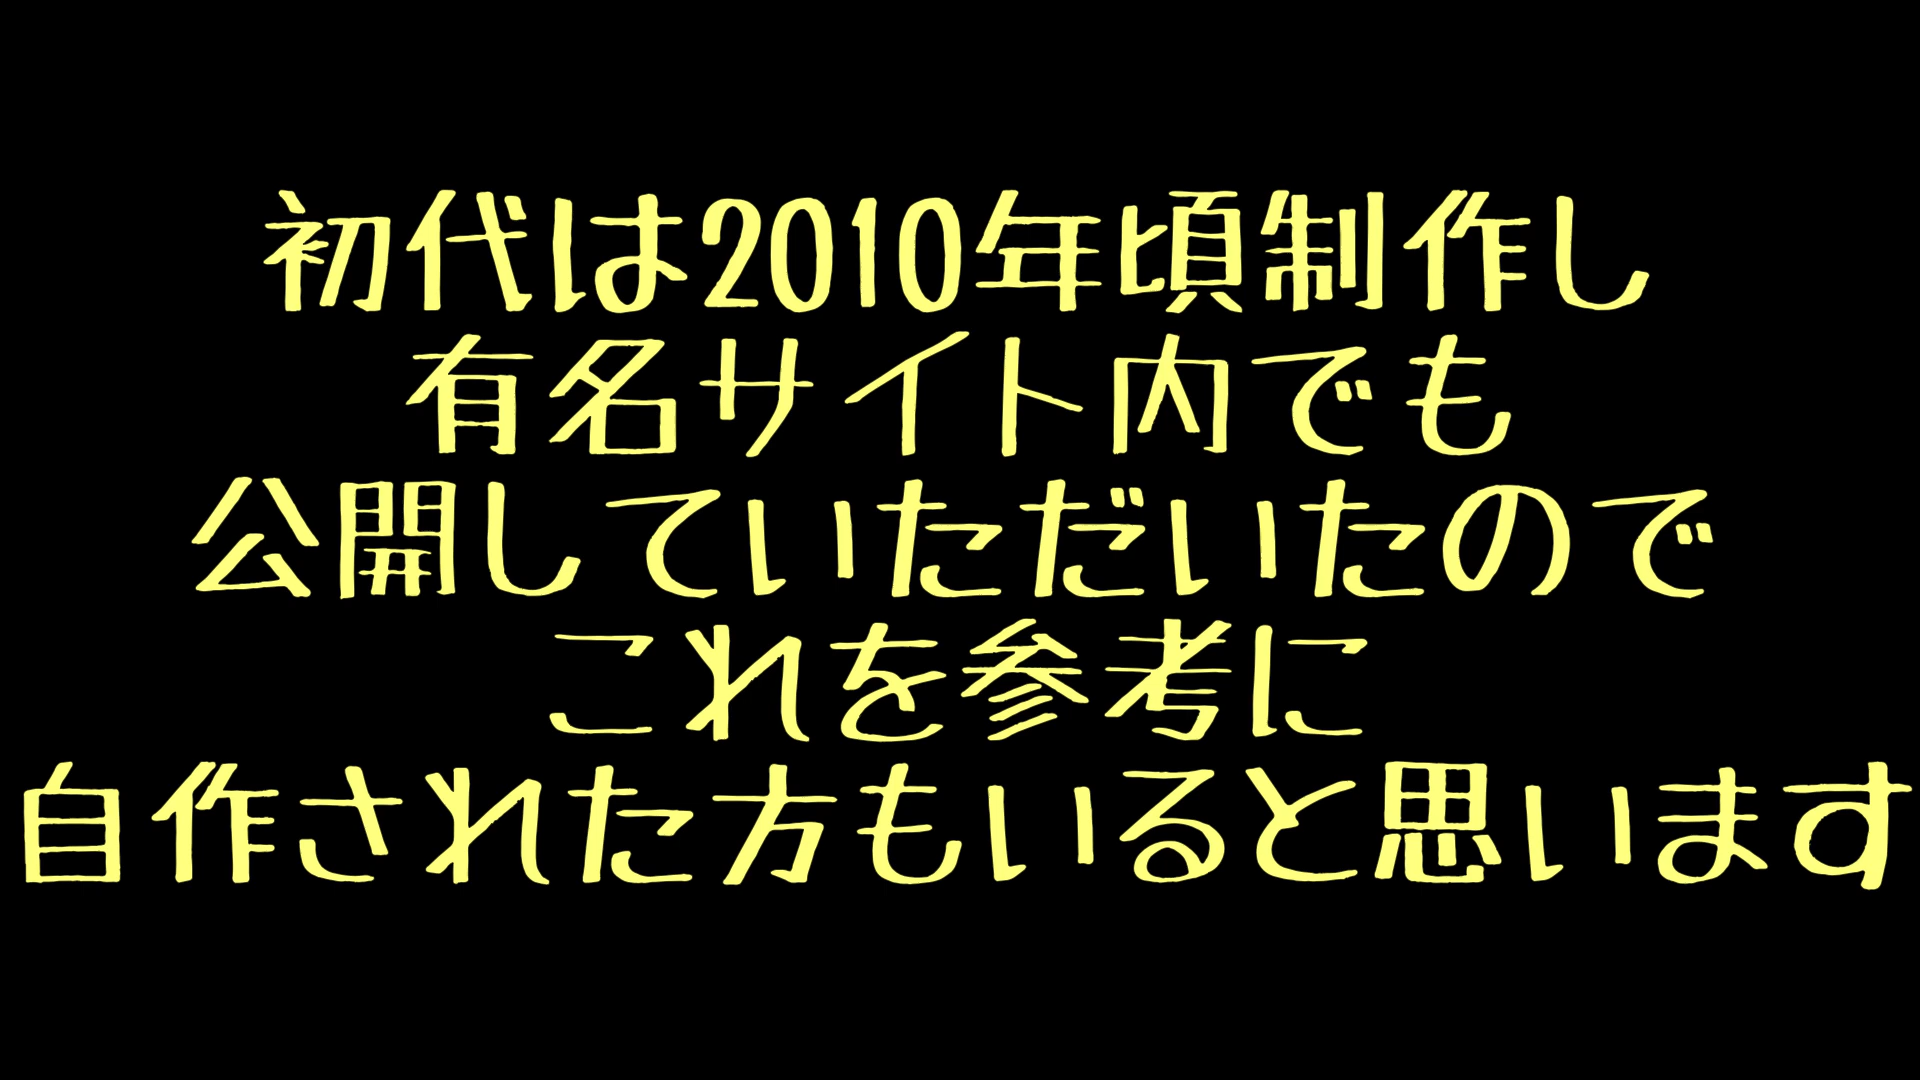 初代は2010年頃制作し
有名サイト内でも
公開していただいたので
これを参考に
自作された方もいると思います